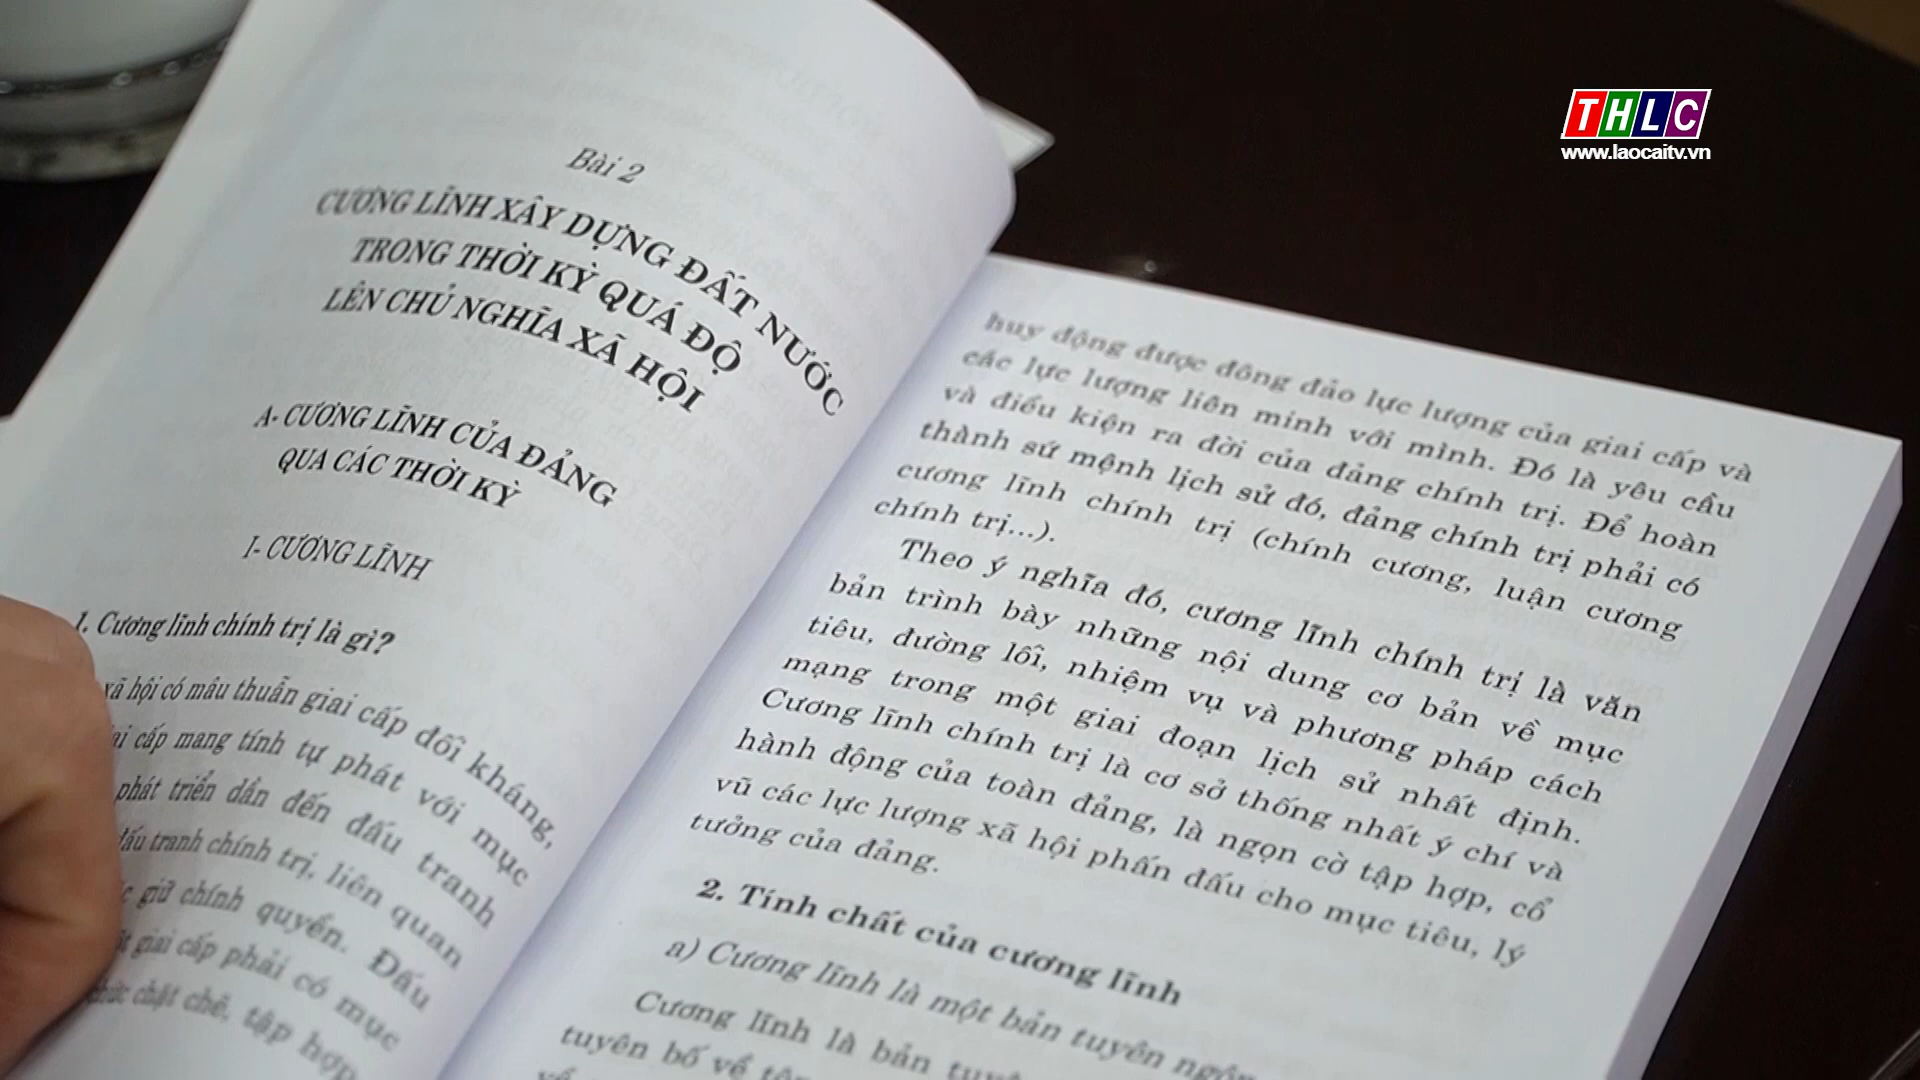 THLC
www.laocaitv.vn
Bài 2
CƯƠNG LĨNH XÂY DỰNG ĐẤT NƯỚC
TRONG THỜI KỲ QUÁ ĐỘ
LÊN CHỦ NGHĨA XÃ HỘI
A- CƯƠNG LĨNH CỦA ĐẢNG
QUA CÁC THỜI KỲ
I- CƯƠNG LĨNH
1. Cương lĩnh chính trị là gì?
xã hội có mâu thuẫn giai cấp đối kháng,
cấp mang tính tự phát với mục
phát triển dần đến đấu tranh
đấu tranh chính trị, liên quan
giữ chính quyền. Đấu
giai cấp phải có mục
chặt chẽ, tập hợp
huy động được đông đảo lực lượng của giai cấp và
các lực lượng liên minh với mình. Đó là yêu cầu
và điều kiện ra đời của đảng chính trị. Để hoàn
thành sứ mệnh lịch sử đó, đảng chính trị phải có
cương lĩnh chính trị (chính cương, luận cương
chính trị...).
Theo ý nghĩa đó, cương lĩnh chính trị là văn
bản trình bày những nội dung cơ bản về mục
tiêu, đường lối, nhiệm vụ và phương pháp cách
mạng trong một giai đoạn lịch sử nhất định.
Cương lĩnh chính trị là cơ sở thống nhất ý chí và
hành động của toàn đảng, là ngọn cờ tập hợp, cổ
vũ các lực lượng xã hội phấn đấu cho mục tiêu, lý
tưởng của đảng.
2. Tính chất của cương lĩnh
a) Cương lĩnh là một bản tuyên ngôn
Cương lĩnh là bản
tuyên bố về